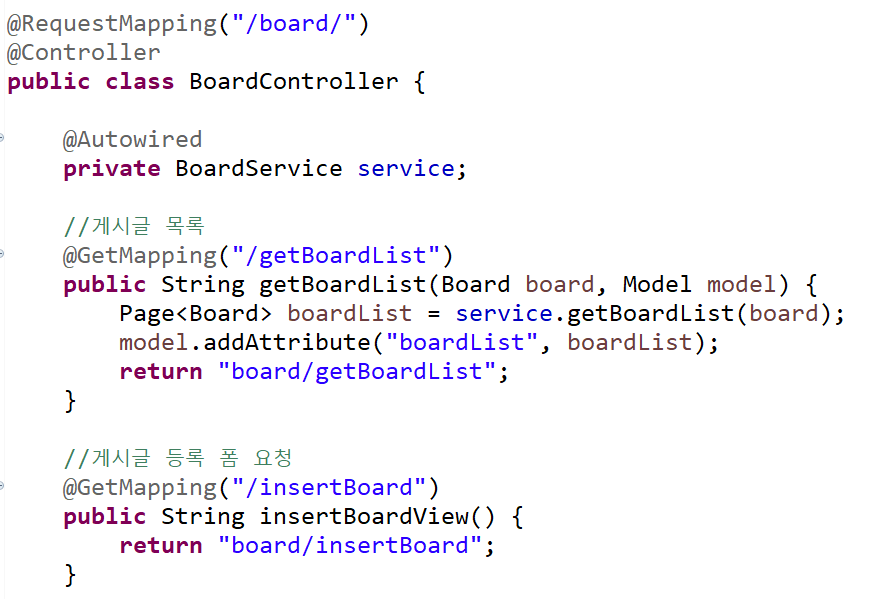 @RequestMapping("/board/")
@Controller
public class BoardController {
@Autowired
private BoardService service;
//게시글 목록
@GetMapping("/getBoardList")
public String getBoardList(Board board, Model model) {
Page<Board> boardList = service.getBoardList(board);
model.addAttribute("boardList", boardList);
return "board/getBoardList";
}
//게시글 등록 폼 요청
@GetMapping("/insertBoard")
public String insertBoardView() {
return "board/insertBoard";
}